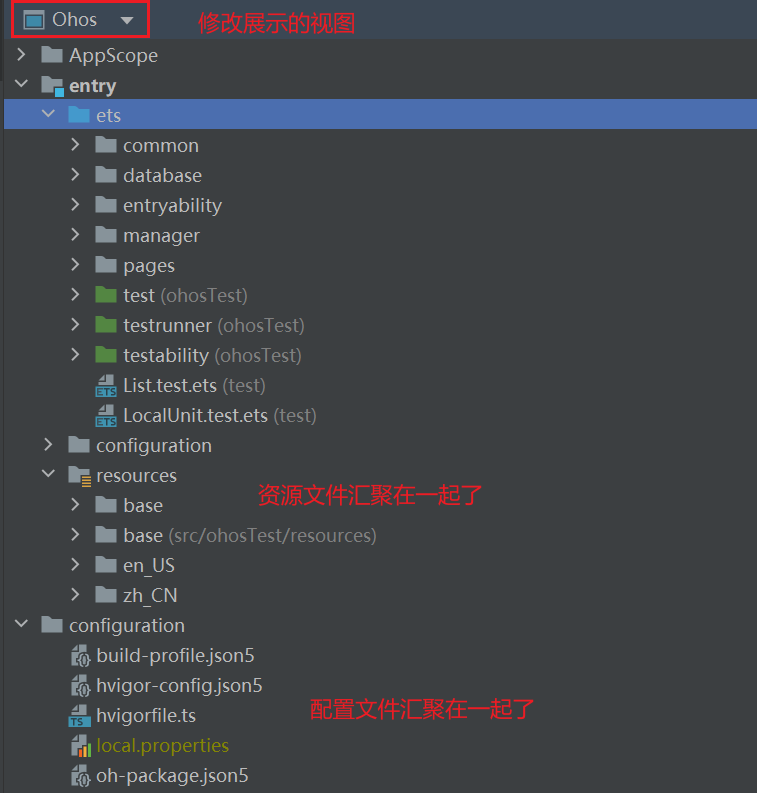 Ohos
修改展示的视图
AppScope
entry
ets
common
database
entryability
manager
pages
test (ohosTest)
testrunner (ohosTest)
testability (ohosTest)
List.test.ets (test)
LocalUnit.test.ets (test)
configuration
resources
资源文件汇聚在一起了
base
base (src/ohosTest/resources)
en_US
zh_CN
configuration
build-profile.json5
hvigor-config.json5
配置文件汇聚在一起了
hvigorfile.ts
local.properties
oh-package.json5